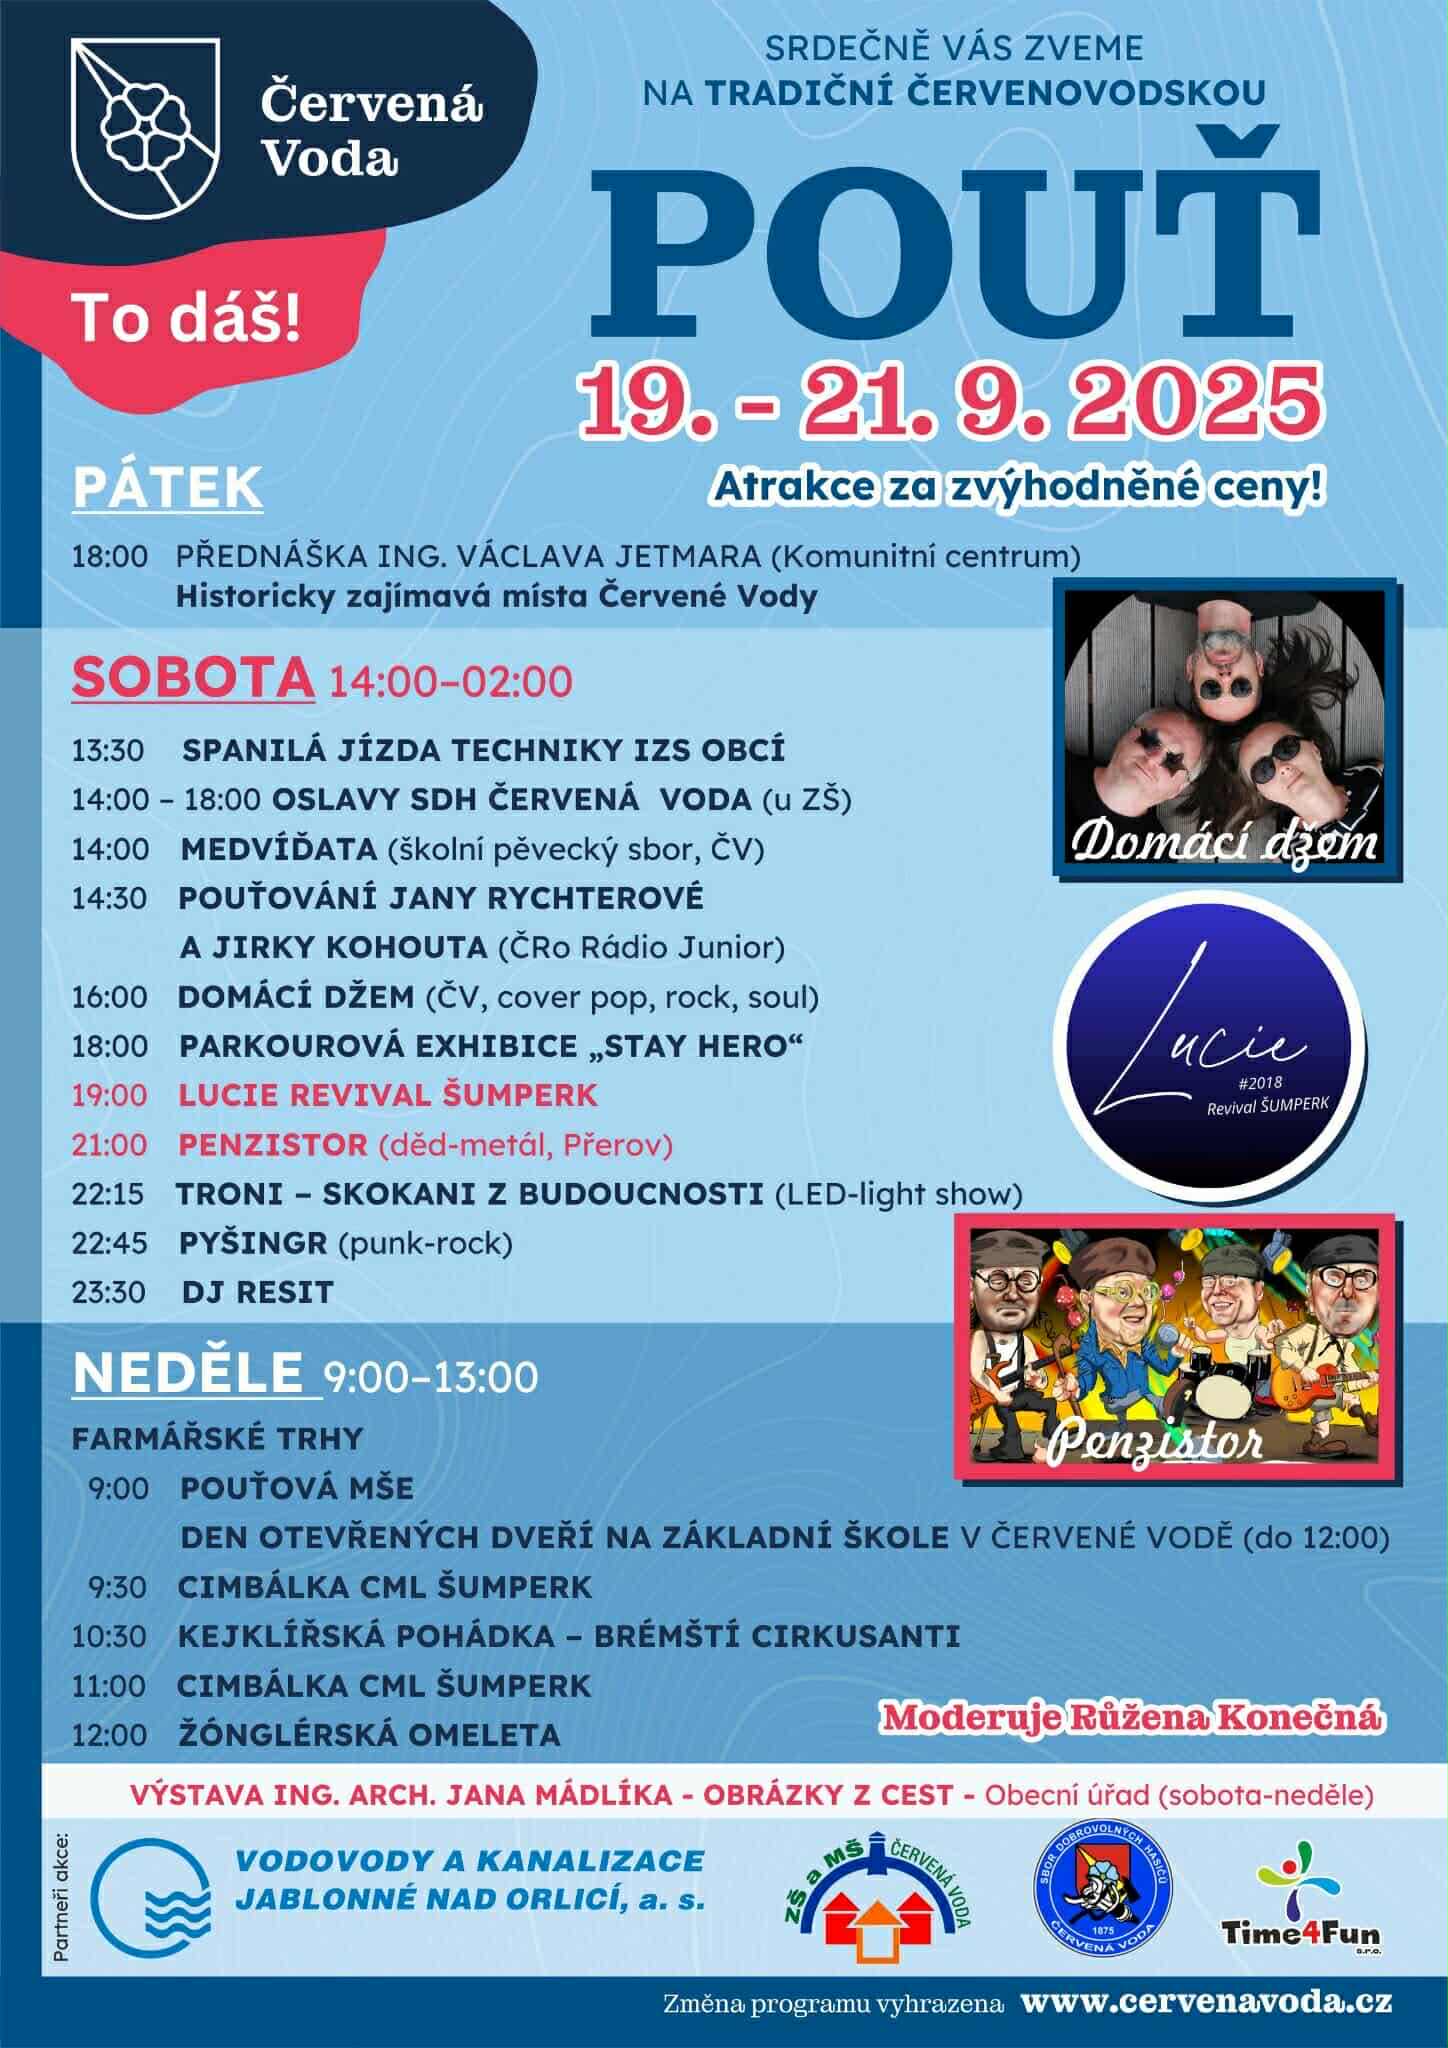 Červená
Voda
To dáš!
SRDEČNĚ VÁS ZVEME
NA TRADIČNÍ ČERVENOVODSKOU
POUŤ
19. - 21. 9. 2025
Atrakce za zvýhodněné ceny!
PÁTEK
18:00 PŘEDNÁŠKA ING. VÁCLAVA JETMARA (Komunitní centrum)
Historicky zajímavá místa Červené Vody
SOBOTA 14:00–02:00
13:30 SPANILÁ JÍZDA TECHNIKY IZS OBCÍ
14:00 – 18:00 OSLAVY SDH ČERVENÁ VODA (u ZŠ)
14:00 MEDVÍĎATA (školní pěvecký sbor, ČV)
14:30 POUŤOVÁNÍ JANY RYCHTEROVÉ
A JIRKY KOHOUTA (ČRo Rádio Junior)
16:00 DOMÁCÍ DŽEM (ČV, cover pop, rock, soul)
18:00 PARKOUROVÁ EXHIBICE „STAY HERO“
19:00 LUCIE REVIVAL ŠUMPERK
21:00 PENZISTOR (děd-metál, Přerov)
22:15 TRONI – SKOKANI Z BUDOUCNOSTI (LED-light show)
22:45 PYŠINGR (punk-rock)
23:30 DJ RESIT
Domácí džem
Lucie
#2018
Revival ŠUMPERK
Penzistor
NEDĚLE 9:00–13:00
FARMÁŘSKÉ TRHY
9:00 POUŤOVÁ MŠE
DEN OTEVŘENÝCH DVEŘÍ NA ZÁKLADNÍ ŠKOLE V ČERVENÉ VODĚ (do 12:00)
9:30 CIMBÁLKA CML ŠUMPERK
10:30 KEJKLÍŘSKÁ POHÁDKA – BRÉMŠTÍ CIRKUSANTI
11:00 CIMBÁLKA CML ŠUMPERK
12:00 ŽÓNGLÉRSKÁ OMELETA
Moderuje Růžena Konečná
VÝSTAVA ING. ARCH. JANA MÁDLÍKA - OBRÁZKY Z CEST - Obecní úřad (sobota-neděle)
Partneři akce:
VODOVODY A KANALIZACE
JABLONNÉ NAD ORLICÍ, a. s.
ZŠ a MŠ ČERVENÁ VODA
SBOR DOBROVOLNÝCH HASIČŮ
1875
ČERVENÁ VODA
Time4Fun
s.r.o.
Změna programu vyhrazena www.cervenavoda.cz